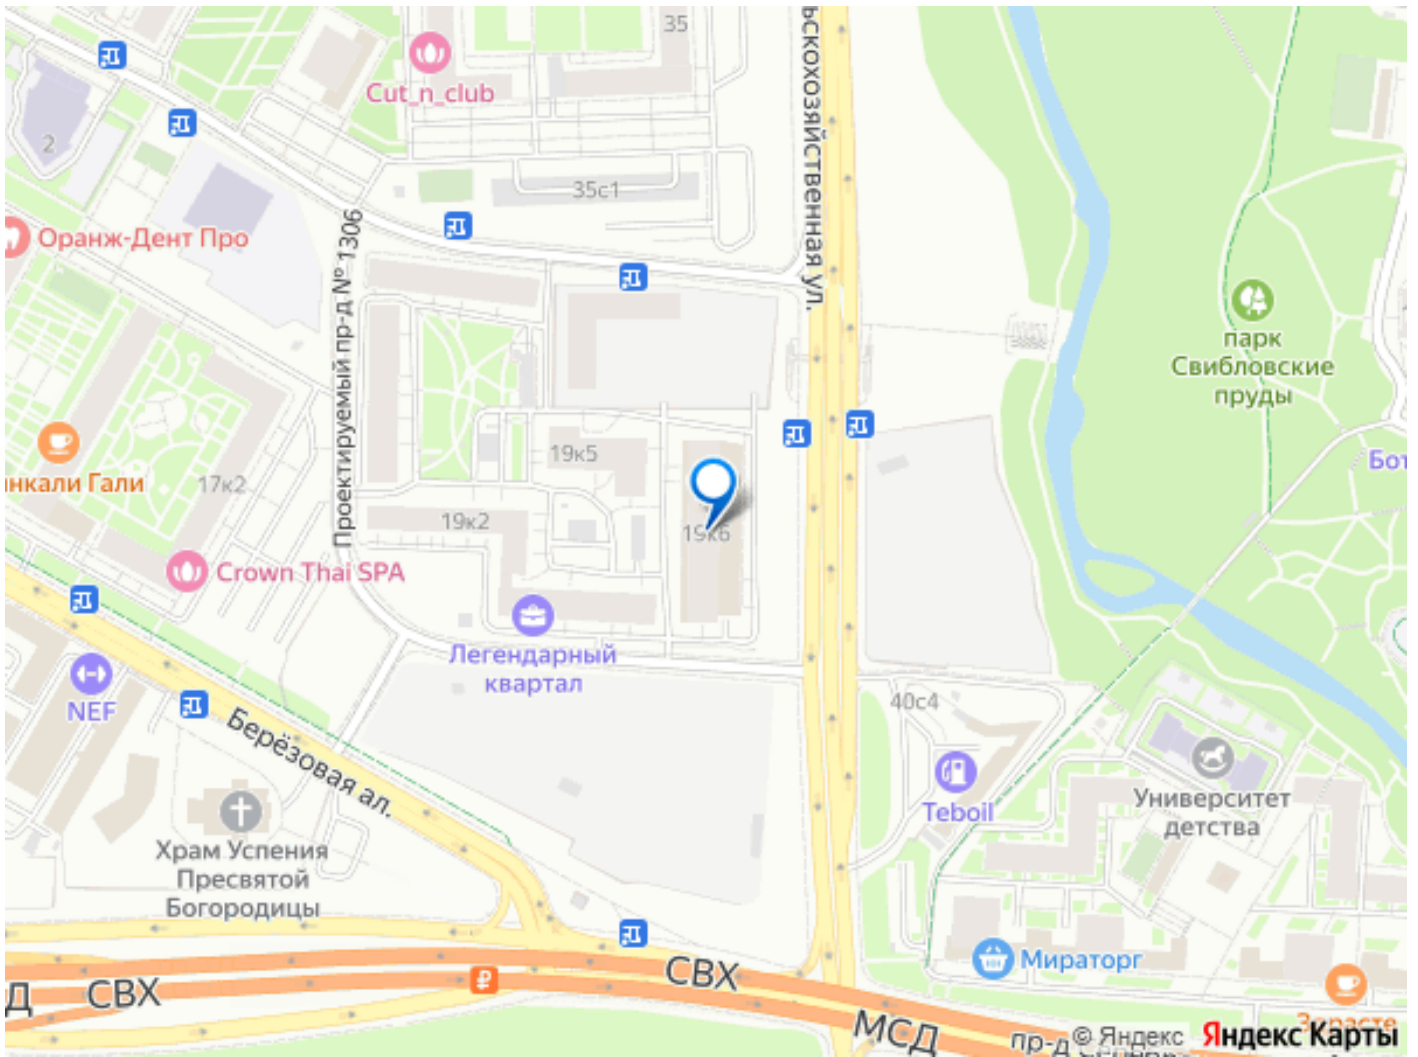 35
Cut_n_club
2
35с1
ьскохозяйственная ул.
Оранж-Дент Про
Проектируемый пр-д № 1306
парк
Свибловские
пруды
Бот
нкали Гали
17к2
19к5
19к2
19к6
Crown Thai SPA
Легендарный
квартал
NEF
Берёзовая ал.
40с4
Teboil
Университет
детства
Храм Успения
Пресвятой
Богородицы
Мираторг
СВХ
Д
СВХ
МСД
пр-д
© Яндекс
Яндекс Карты